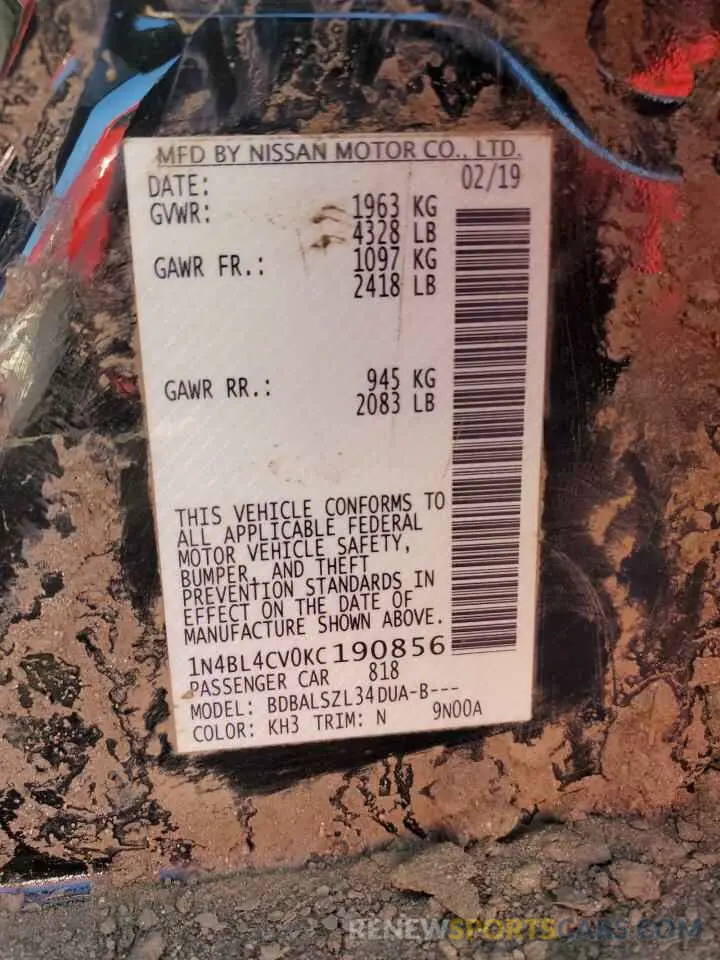 MFD BY NISSAN MOTOR CO., LTD.
DATE: 02/19
GVWR: 1963 KG
4328 LB
GAWR FR.: 1097 KG
2418 LB
GAWR RR.: 945 KG
2083 LB
THIS VEHICLE CONFORMS TO
ALL APPLICABLE FEDERAL
MOTOR VEHICLE SAFETY,
BUMPER, AND THEFT
PREVENTION STANDARDS IN
EFFECT ON THE DATE OF
MANUFACTURE SHOWN ABOVE.
1N4BL4CV0KC190856
PASSENGER CAR 818
MODEL: BDBALSZL34DUA-B---
COLOR: KH3 TRIM: N 9N00A
RENEWSPORTSCARS.COM